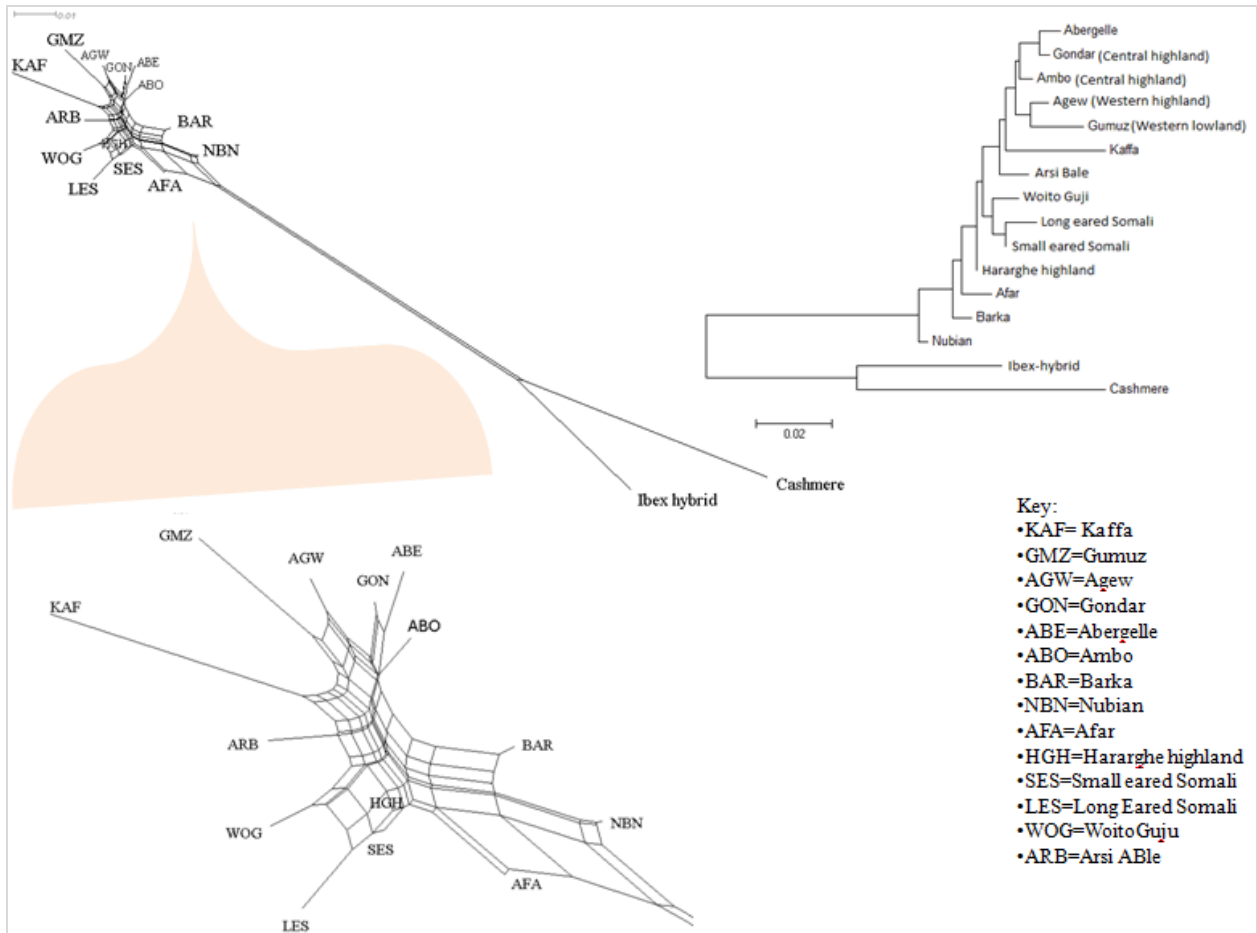 0.01
GMZ
AGW
ABE
GON
KAF
ABO
ARB
BAR
HGH
NBN
WOG
SES
LES
AFA
Ibex hybrid
Cashmere
Abergelle
Gondar (Central highland)
Ambo (Central highland)
Agew (Western highland)
Gumuz (Western lowland)
Kaffa
Arsi Bale
Woito Guji
Long eared Somali
Small eared Somali
Hararghe highland
Afar
Barka
Nubian
Ibex-hybrid
Cashmere
0.02
GMZ
AGW
ABE
GON
KAF
ABO
ARB
BAR
HGH
NBN
WOG
SES
AFA
LES
Key:
•KAF= Kaffa
•GMZ=Gumuz
•AGW=Agew
•GON=Gondar
•ABE=Abergelle
•ABO=Ambo
•BAR=Barka
•NBN=Nubian
•AFA=Afar
•HGH=Hararghe highland
•SES=Small eared Somali
•LES=Long Eared Somali
•WOG=Woito Guju
•ARB=Arsi ABle